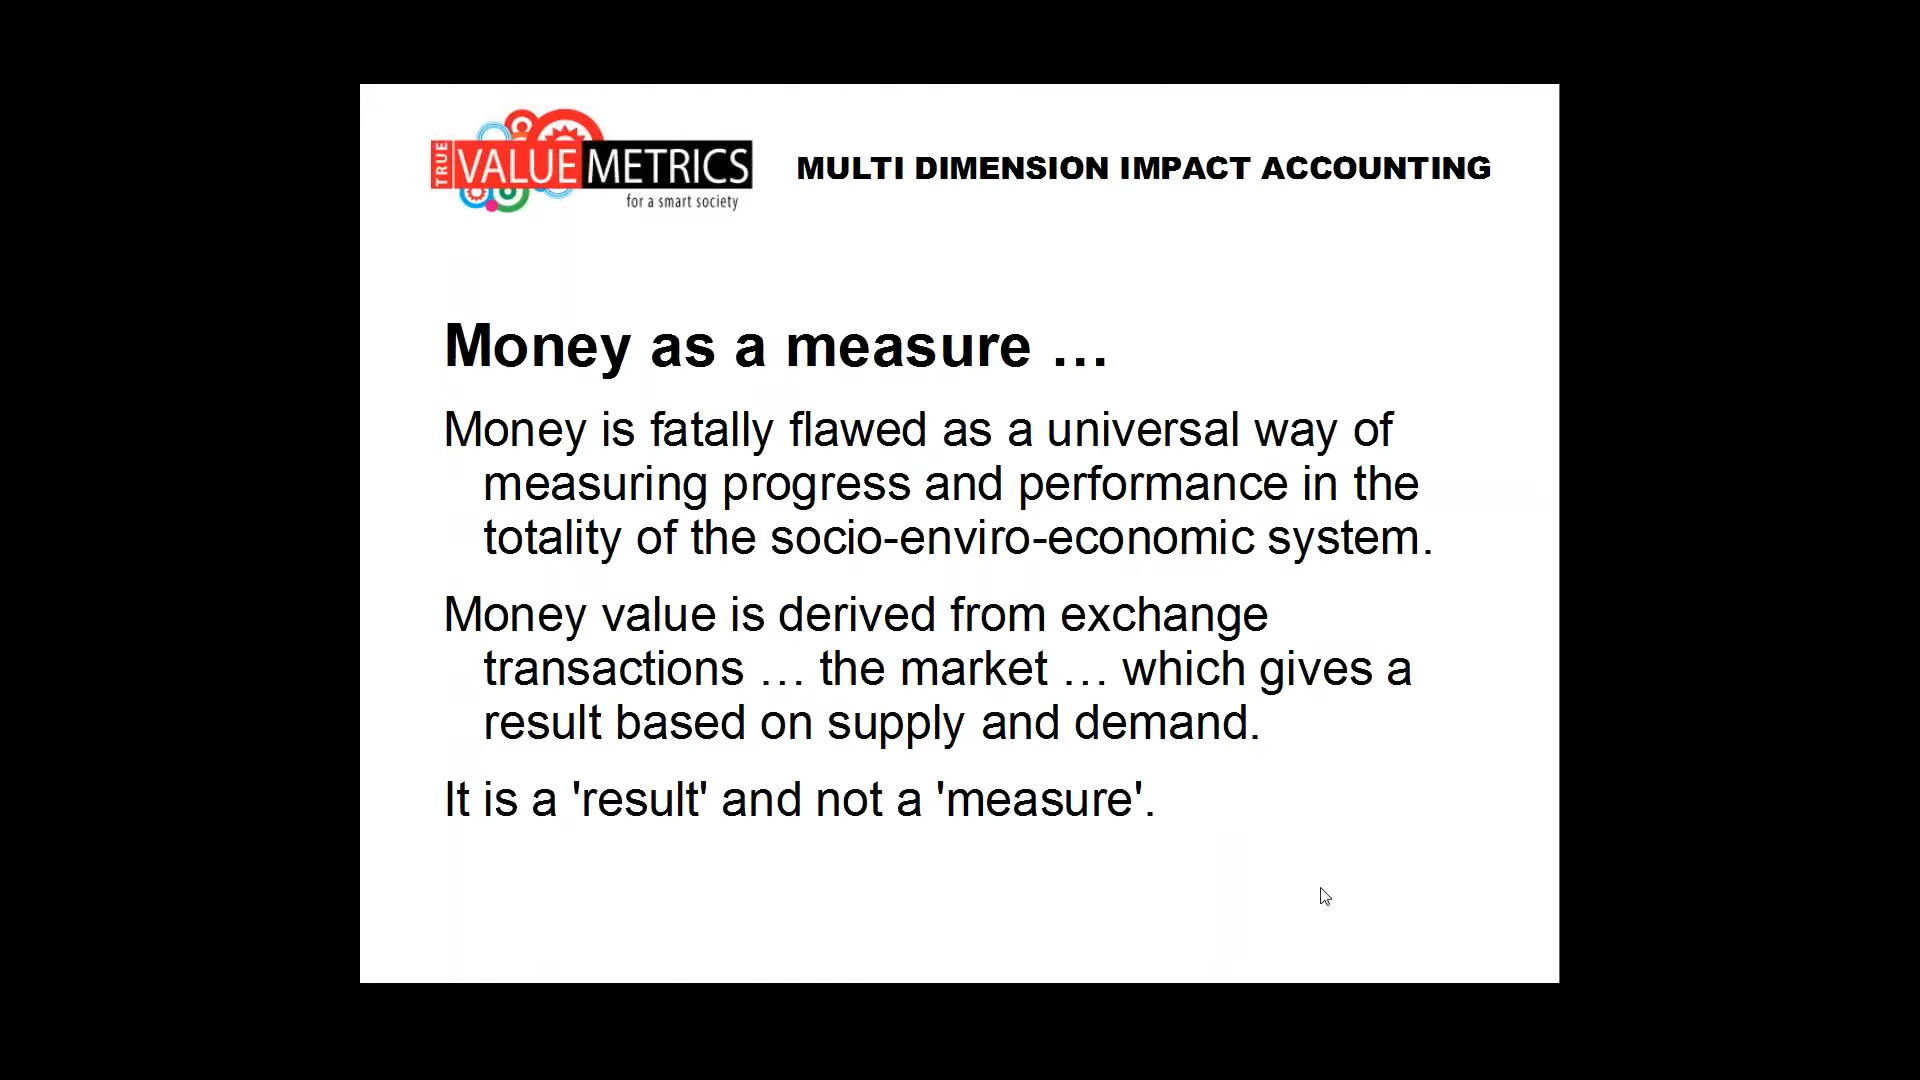 TRUE VALUE METRICS
for a smart society
MULTI DIMENSION IMPACT ACCOUNTING
Money as a measure …
Money is fatally flawed as a universal way of
measuring progress and performance in the
totality of the socio-enviro-economic system.
Money value is derived from exchange
transactions … the market … which gives a
result based on supply and demand.
It is a 'result' and not a 'measure'.